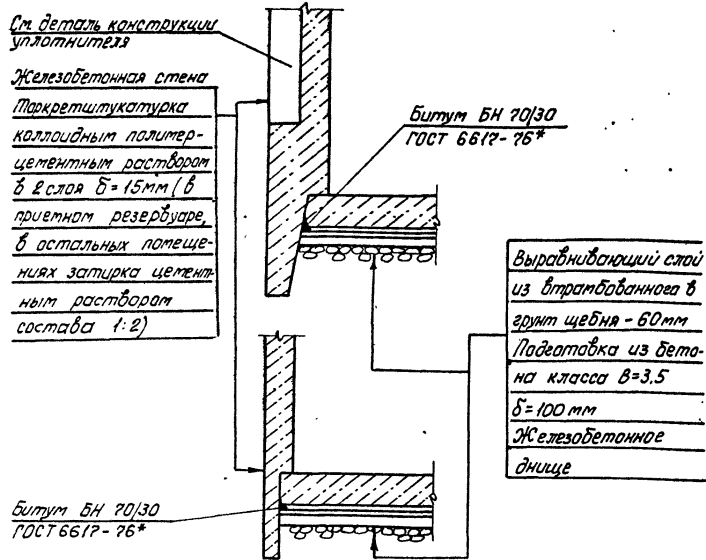 См. деталь конструкции
уплотнителя
Железобетонная стена
Торкретштукатурка
коллоидным полимер-
цементным раствором
в 2 слоя δ=15мм (в
приемном резервуаре,
в остальных помеще-
ниях затирка цемент-
ным раствором
состава 1:2)
Битум БН 70/30
ГОСТ 6617-76*
Выравнивающий слой
из втрамбованного в
грунт щебня - 60мм
Подготовка из бето-
на класса В=3.5
δ=100 мм
Железобетонное
днище
Битум БН 70/30
ГОСТ 6617-76*